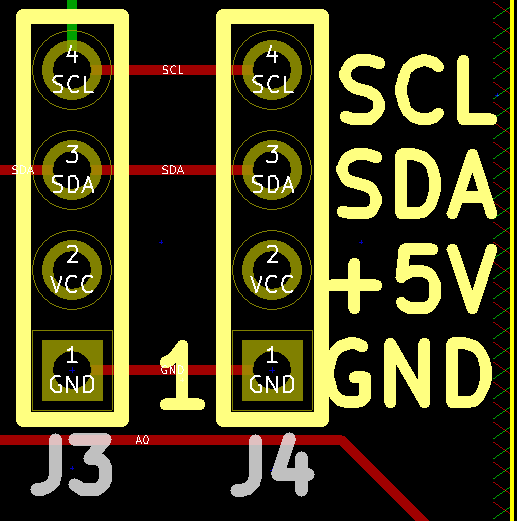 4 4
SCL SCL SCL SCL
3 3
SDA SDA SDA SDA SDA
2 2
VCC VCC +5V
1 1
GND 1 GND GND GND
A0
J3 J4